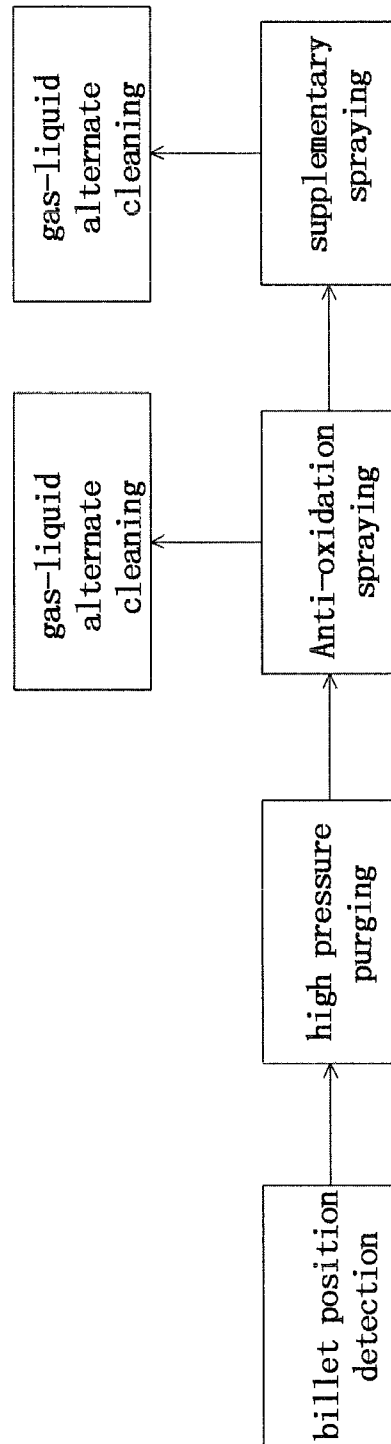 billet position
detection
high pressure
purging
Anti-oxidation
spraying
gas-liquid
alternate
cleaning
supplementary
spraying
gas-liquid
alternate
cleaning